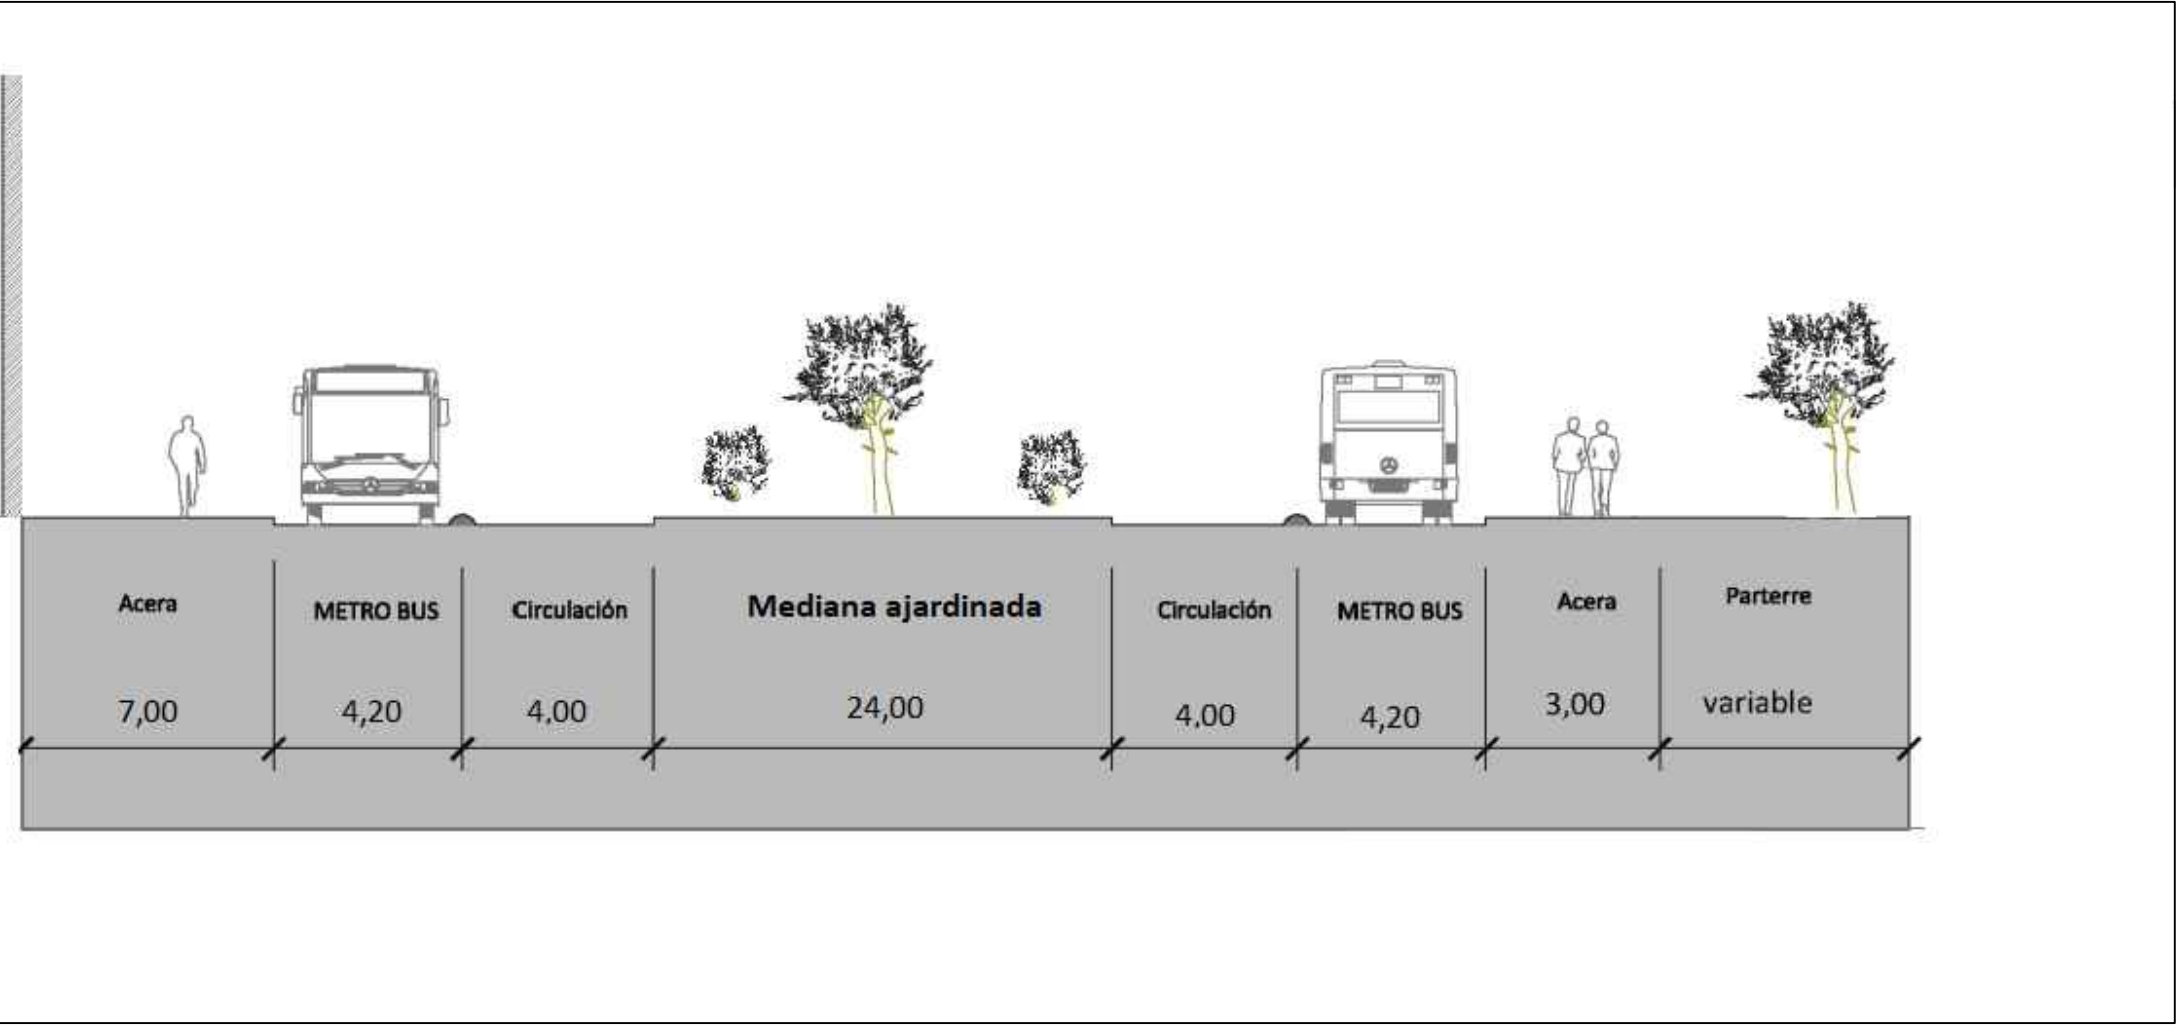 Acera
METRO BUS
Circulación
Mediana ajardinada
Circulación
METRO BUS
Acera
Parterre
7,00
4,20
4,00
24,00
4,00
4,20
3,00
variable